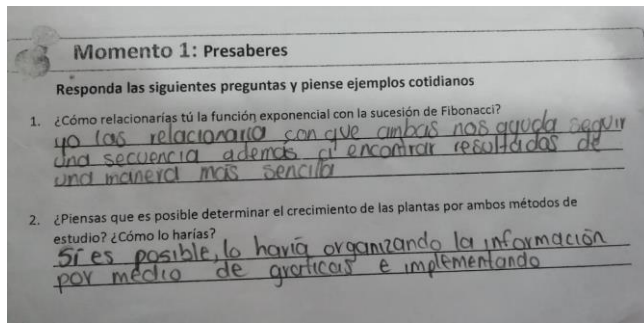 Momento 1: Presaberes
Responda las siguientes preguntas y piense ejemplos cotidianos
1. ¿Cómo relacionarías tú la función exponencial con la sucesión de Fibonacci?
yo las relacionaria con que ambas nos ayuda seguir
una secuencia ademas a encontrar resultados de
una manera mas sencilla
2. ¿Piensas que es posible determinar el crecimiento de las plantas por ambos métodos de
estudio? ¿Cómo lo harías?
Sí es posible, lo haría organizando la información
por medio de graficas e implementando